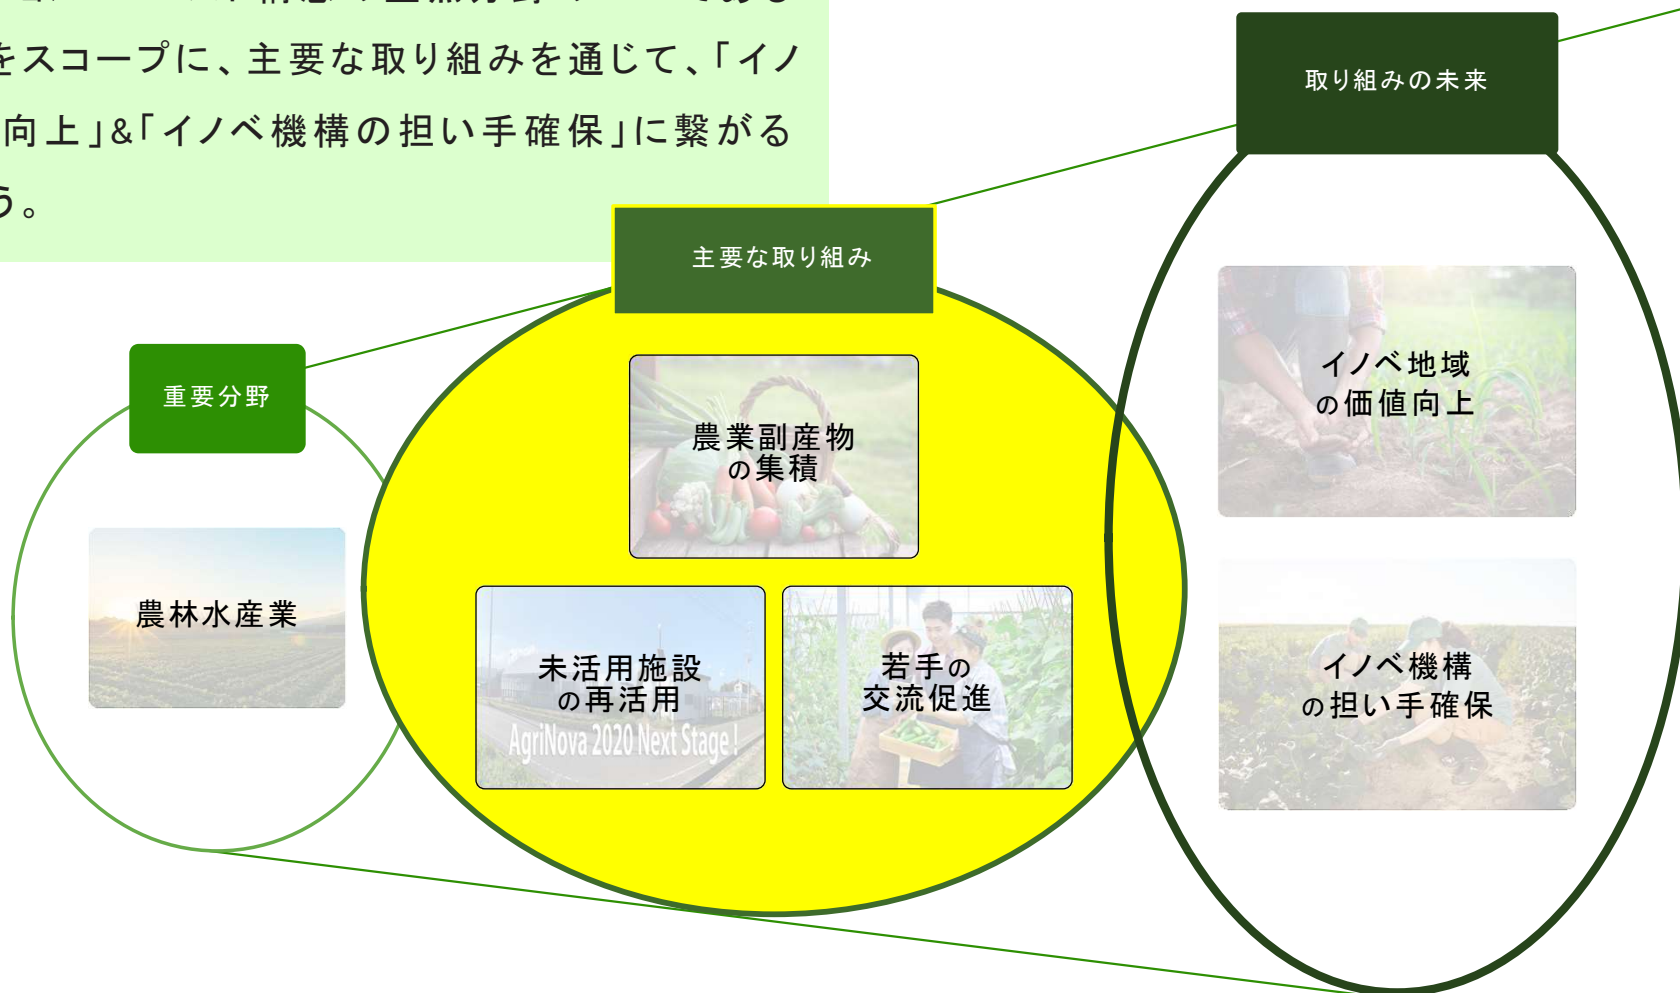 をスコープに、主要な取り組みを通じて、「イノ
向上」&「イノベ機構の担い手確保」に繋がる
う。
取り組みの未来
主要な取り組み
重要分野
農業副産物
の集積
イノベ地域
の価値向上
農林水産業
未活用施設
の再活用
AgriNova 2020 Next Stage !
若手の
交流促進
イノベ機構
の担い手確保